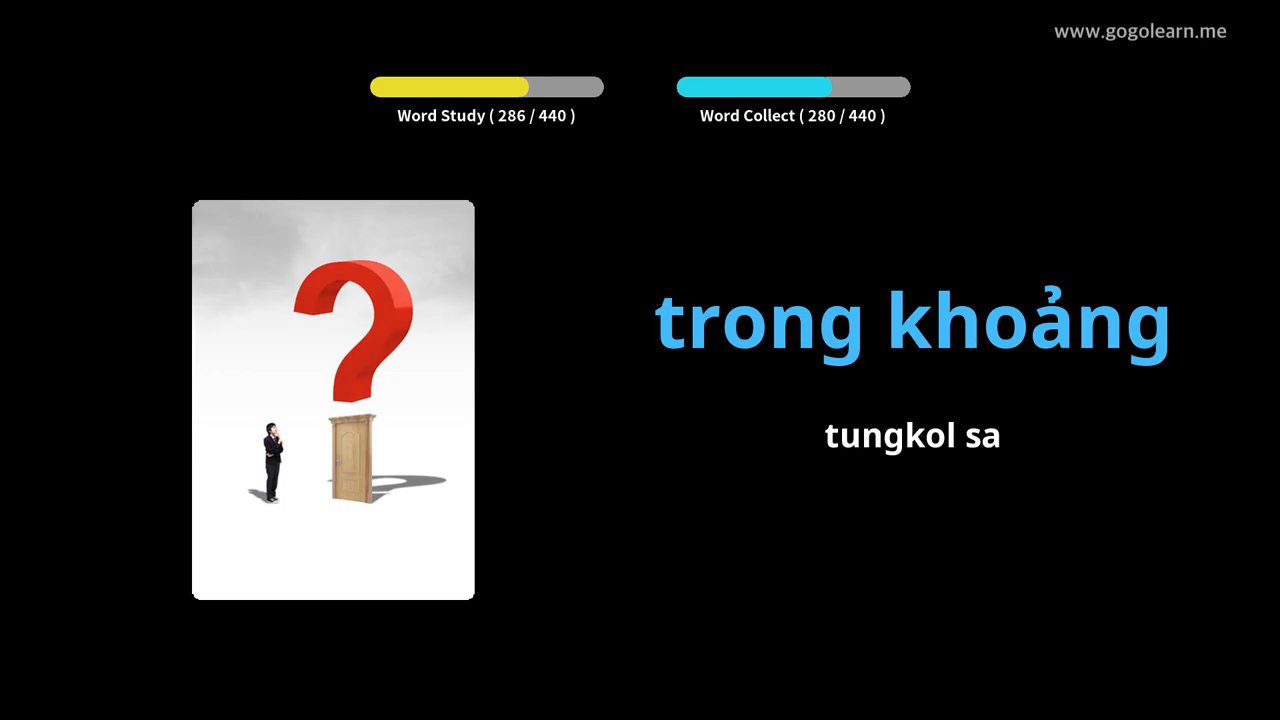 www.gogolearn.me
Word Study ( 286 / 440 )
Word Collect ( 280 / 440 )
trong khoảng
tungkol sa